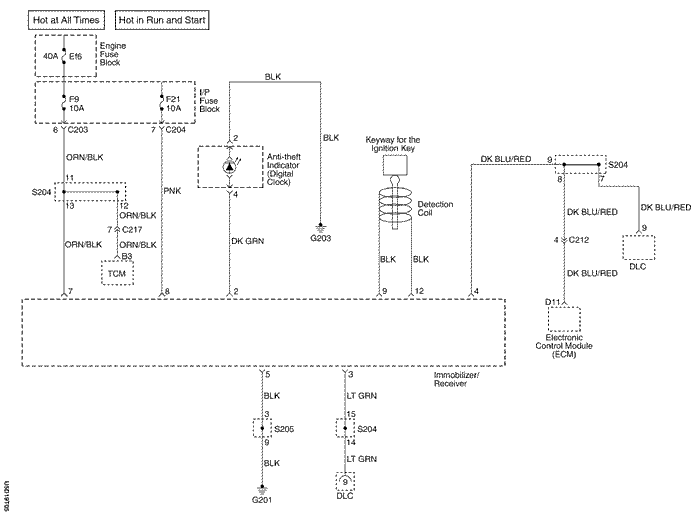 Hot at All Times
Hot in Run and Start
40A Ef6
Engine
Fuse
Block
F9
10A
F21
10A
I/P
Fuse
Block
6 C203
7 C204
ORN/BLK
PNK
11
S204
13
12
ORN/BLK
7 C217
ORN/BLK
ORN/BLK
B3
TCM
BLK
BLK
2
Anti-theft
Indicator
(Digital
Clock)
4
DK GRN
G203
Keyway for the
Ignition Key
Detection
Coil
BLK
BLK
DK BLU/RED
9
S204
8
7
DK BLU/RED
DK BLU/RED
4 C212
9
DLC
DK BLU/RED
D11
Electronic
Control Module
(ECM)
7
8
2
9
12
4
Immobilizer/
Receiver
5
3
BLK
LT GRN
3
S205
9
15
S204
14
BLK
LT GRN
G201
9
DLC